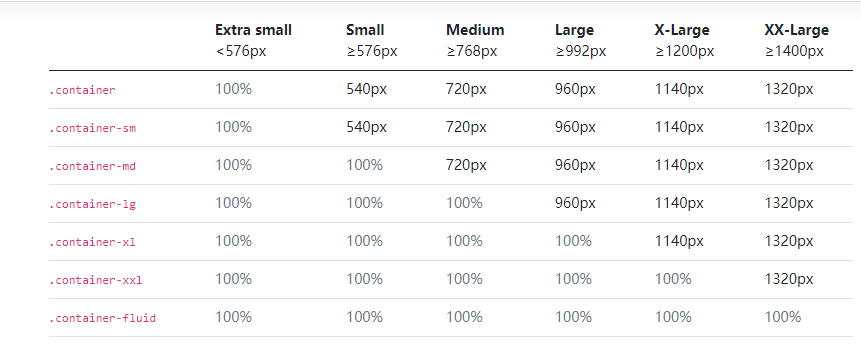 Extra small Small Medium Large X-Large XX-Large
<576px ≥576px ≥768px ≥992px ≥1200px ≥1400px
.container 100% 540px 720px 960px 1140px 1320px
.container-sm 100% 540px 720px 960px 1140px 1320px
.container-md 100% 100% 720px 960px 1140px 1320px
.container-lg 100% 100% 100% 960px 1140px 1320px
.container-xl 100% 100% 100% 100% 1140px 1320px
.container-xxl 100% 100% 100% 100% 100% 1320px
.container-fluid 100% 100% 100% 100% 100% 100%